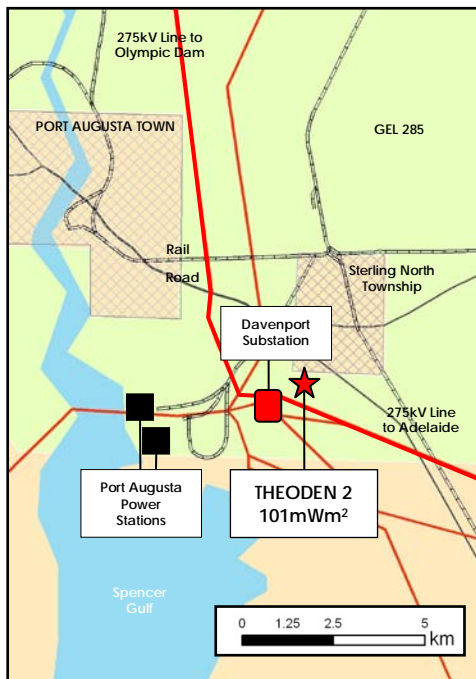 275kV Line to
Olympic Dam
PORT AUGUSTA TOWN
GEL 285
Rail
Road
Sterling North
Township
Davenport
Substation
275kV Line
to Adelaide
Port Augusta
Power
Stations
THEODEN 2
101mWm²
Spencer
Gulf
0 1.25 2.5 5
km